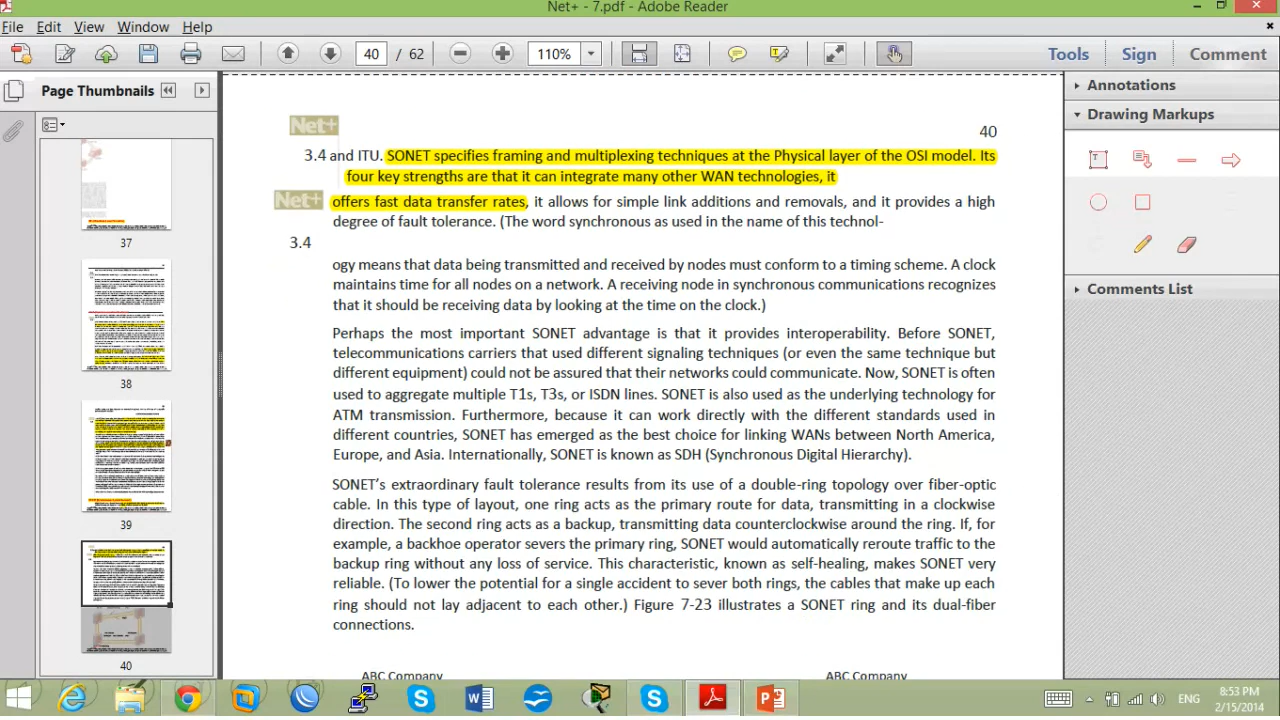 Net+ - 7.pdf - Adobe Reader
File Edit View Window Help
40 / 62 110% Tools Sign Comment
Page Thumbnails
37
38
39
40
Net+
40
3.4 and ITU. SONET specifies framing and multiplexing techniques at the Physical layer of the OSI model. Its
four key strengths are that it can integrate many other WAN technologies, it
Net+
offers fast data transfer rates, it allows for simple link additions and removals, and it provides a high
degree of fault tolerance. (The word synchronous as used in the name of this technol-
3.4
ogy means that data being transmitted and received by nodes must conform to a timing scheme. A clock
maintains time for all nodes on a network. A receiving node in synchronous communications recognizes
that it should be receiving data by looking at the time on the clock.)
Perhaps the most important SONET advantage is that it provides interoperability. Before SONET,
telecommunications carriers that used different signaling techniques (or even the same technique but
different equipment) could not be assured that their networks could communicate. Now, SONET is often
used to aggregate multiple T1s, T3s, or ISDN lines. SONET is also used as the underlying technology for
ATM transmission. Furthermore, because it can work directly with the different standards used in
different countries, SONET has emerged as the best choice for linking WANs between North America,
Europe, and Asia. Internationally, SONET is known as SDH (Synchronous Digital Hierarchy).
SONET's extraordinary fault tolerance results from its use of a double-ring topology over fiber-optic
cable. In this type of layout, one ring acts as the primary route for data, transmitting in a clockwise
direction. The second ring acts as a backup, transmitting data counterclockwise around the ring. If, for
example, a backhoe operator severs the primary ring, SONET would automatically reroute traffic to the
backup ring without any loss of service. This characteristic, known as self-healing, makes SONET very
reliable. (To lower the potential for a single accident to sever both rings, the cables that make up each
ring should not lay adjacent to each other.) Figure 7-23 illustrates a SONET ring and its dual-fiber
connections.
ABC Company ABC Company
Annotations
Drawing Markups
Comments List
ENG
8:53 PM
2/15/2014